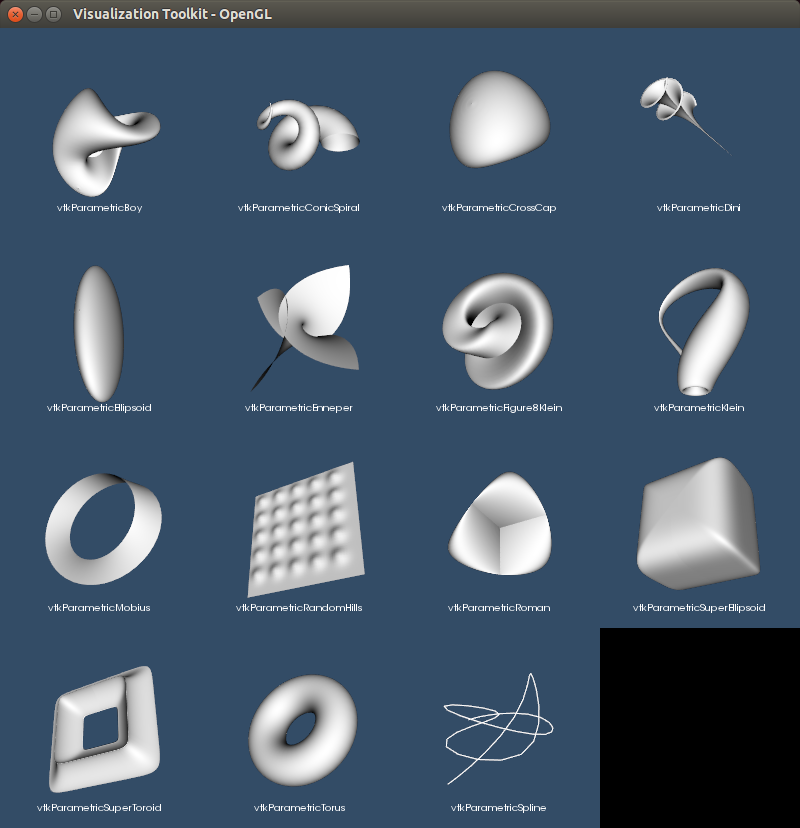 Visualization Toolkit - OpenGL
vtkParametricBoy
vtkParametricConicSpiral
vtkParametricCrossCap
vtkParametricDini
vtkParametricEllipsoid
vtkParametricEnneper
vtkParametricFigure8Klein
vtkParametricKlein
vtkParametricMobius
vtkParametricRandomHills
vtkParametricRoman
vtkParametricSuperEllipsoid
vtkParametricSuperToroid
vtkParametricTorus
vtkParametricSpline